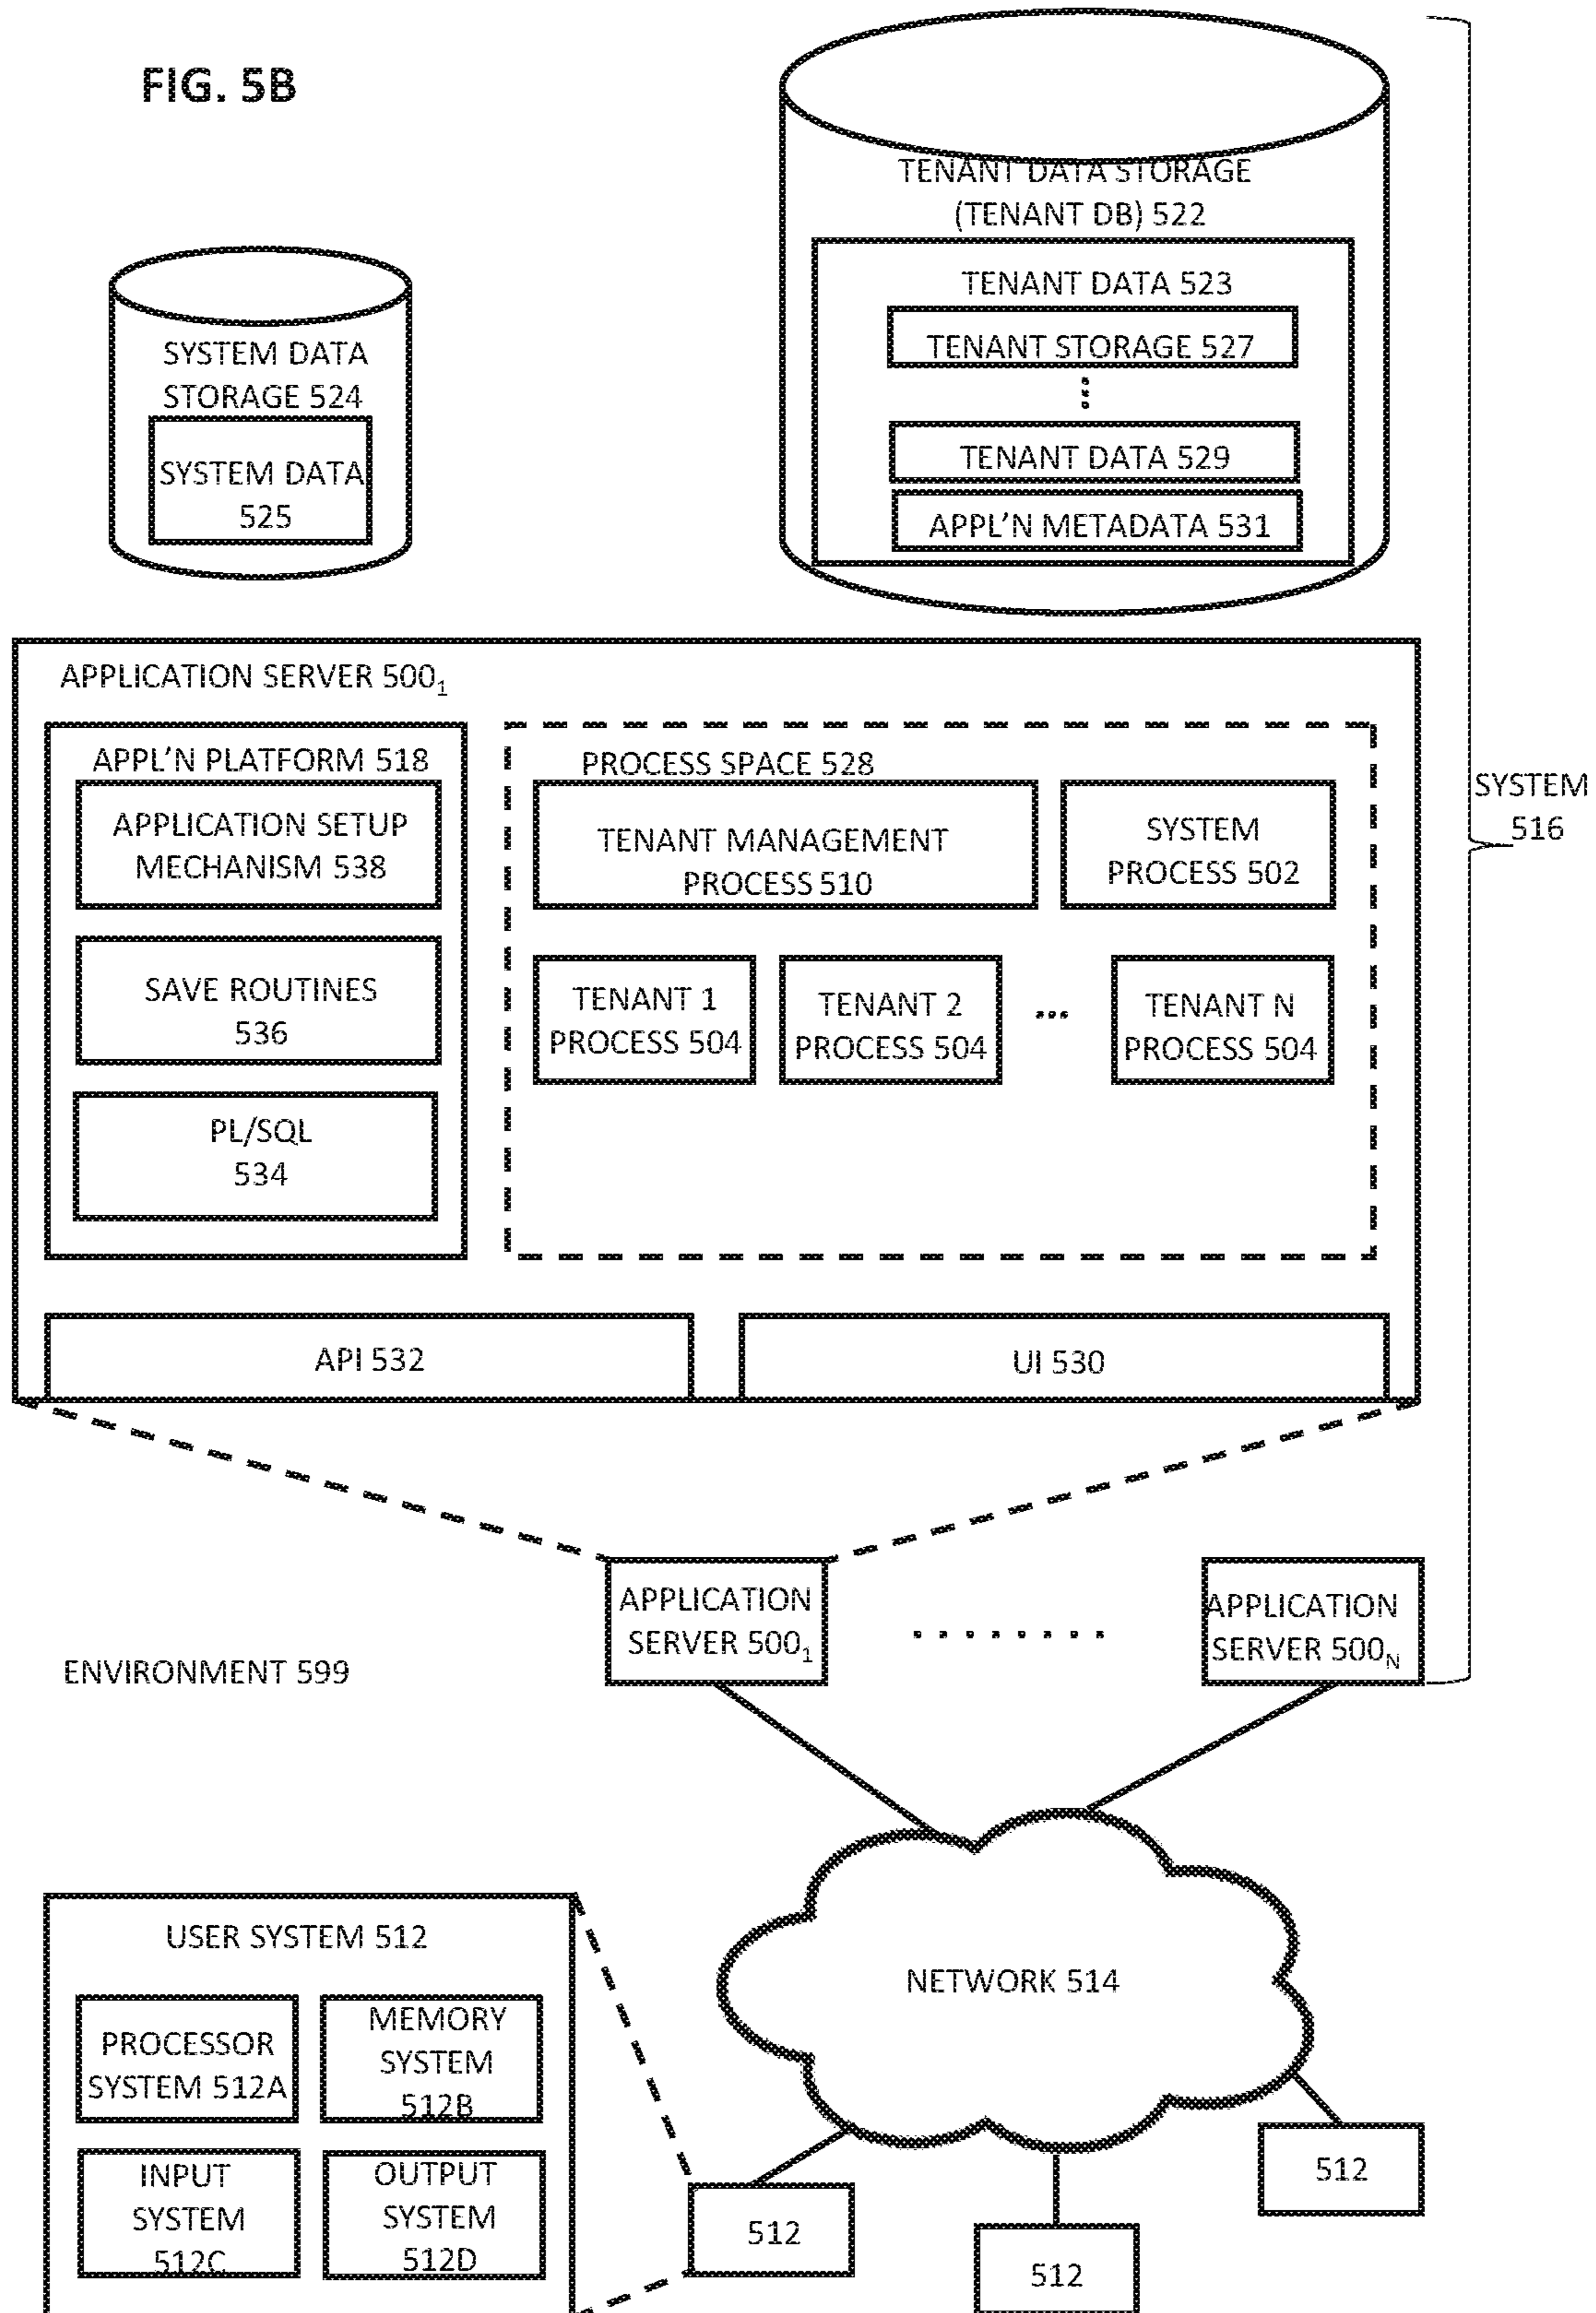 FIG. 5B
TENANT DATA STORAGE
(TENANT DB) 522
TENANT DATA 523
TENANT STORAGE 527
TENANT DATA 529
APPL'N METADATA 531
SYSTEM DATA
STORAGE 524
SYSTEM DATA
525
SYSTEM
516
APPLICATION SERVER 500₁
APPL'N PLATFORM 518
APPLICATION SETUP
MECHANISM 538
SAVE ROUTINES
536
PL/SQL
534
PROCESS SPACE 528
TENANT MANAGEMENT
PROCESS 510
SYSTEM
PROCESS 502
TENANT 1
PROCESS 504
TENANT 2
PROCESS 504
...
TENANT N
PROCESS 504
API 532
UI 530
APPLICATION
SERVER 500₁
........
APPLICATION
SERVER 500N
ENVIRONMENT 599
NETWORK 514
USER SYSTEM 512
PROCESSOR
SYSTEM 512A
MEMORY
SYSTEM
512B
INPUT
SYSTEM
512C
OUTPUT
SYSTEM
512D
512
512
512